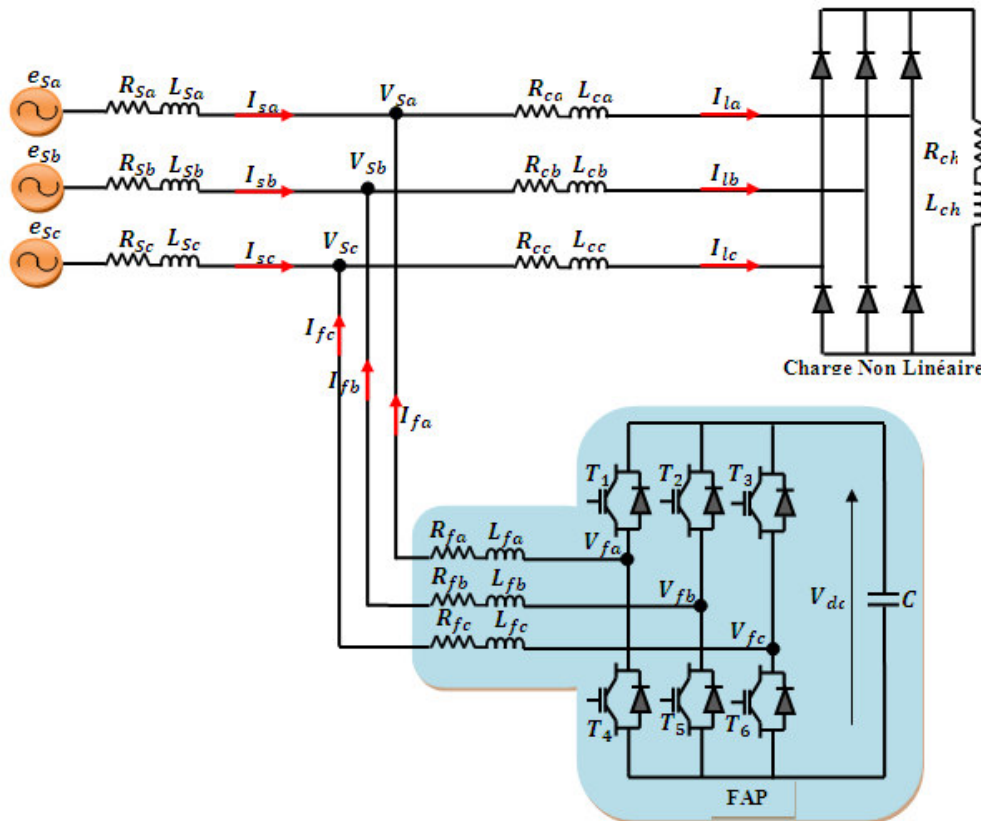 e_Sa R_Sa L_Sa I_sa V_Sa R_ca L_ca I_la
e_Sb R_Sb L_Sb I_sb V_Sb R_cb L_cb I_lb
e_Sc R_Sc L_Sc I_sc V_Sc R_cc L_cc I_lc
R_ch
L_ch
Charge Non Linéaire
I_fc
I_fb
I_fa
T_1 T_2 T_3
R_fa L_fa V_fa
R_fb L_fb V_fb
R_fc L_fc V_fc
V_dc C
T_4 T_5 T_6
FAP